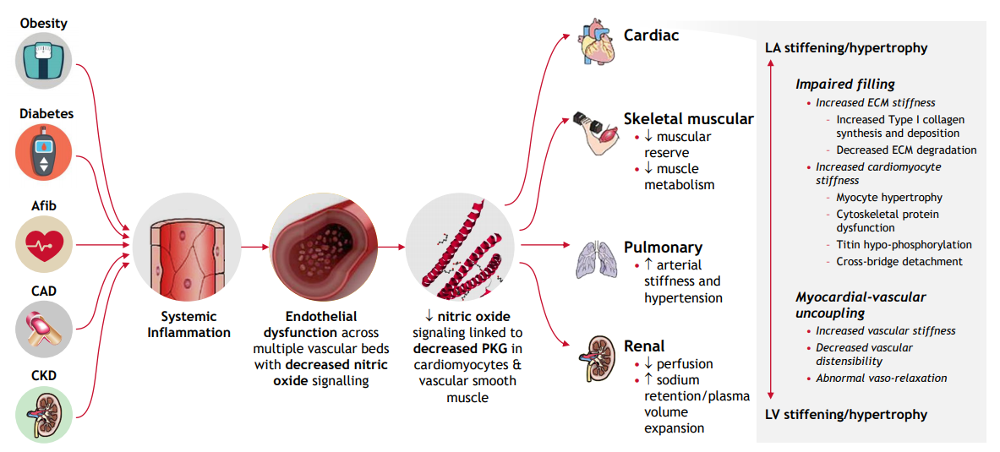 Obesity
Diabetes
Afib
CAD
CKD
Systemic
Inflammation
Endothelial
dysfunction across
multiple vascular beds
with decreased nitric
oxide signalling
↓ nitric oxide
signaling linked to
decreased PKG in
cardiomyocytes &
vascular smooth
muscle
Cardiac
Skeletal muscular
• ↓ muscular
reserve
• ↓ muscle
metabolism
Pulmonary
• ↑ arterial
stiffness and
hypertension
Renal
• ↓ perfusion
• ↑ sodium
retention/plasma
volume
expansion
LA stiffening/hypertrophy
Impaired filling
• Increased ECM stiffness
- Increased Type I collagen
synthesis and deposition
- Decreased ECM degradation
• Increased cardiomyocyte
stiffness
- Myocyte hypertrophy
- Cytoskeletal protein
dysfunction
- Titin hypo-phosphorylation
- Cross-bridge detachment
Myocardial-vascular
uncoupling
• Increased vascular stiffness
• Decreased vascular
distensibility
• Abnormal vaso-relaxation
LV stiffening/hypertrophy